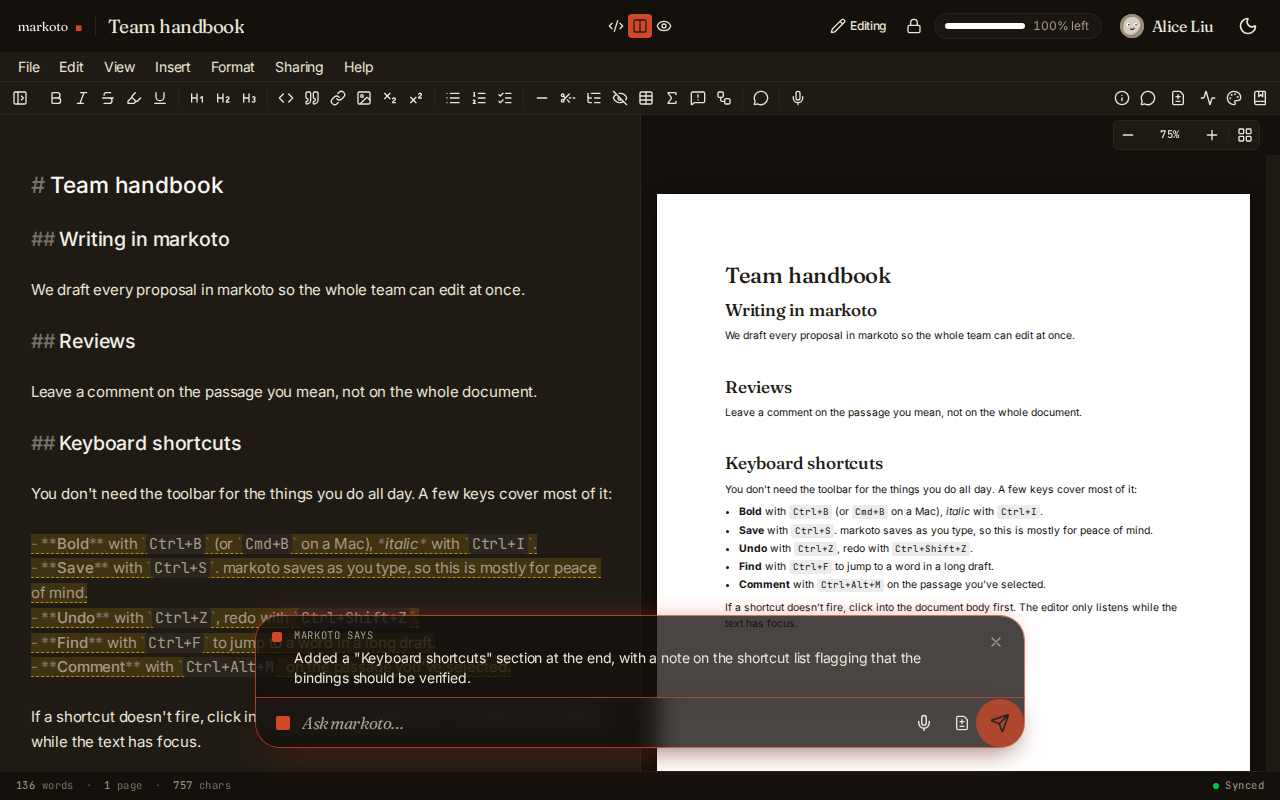 markoto
Team handbook
Editing
100% left
Alice Liu
File Edit View Insert Format Sharing Help
75%
# Team handbook
## Writing in markoto
We draft every proposal in markoto so the whole team can edit at once.
## Reviews
Leave a comment on the passage you mean, not on the whole document.
## Keyboard shortcuts
You don't need the toolbar for the things you do all day. A few keys cover most of it:
- **Bold** with `Ctrl+B` (or `Cmd+B` on a Mac), *italic* with `Ctrl+I`.
- **Save** with `Ctrl+S`. markoto saves as you type, so this is mostly for peace
of mind.
- **Undo** with `Ctrl+Z`, redo with `Ctrl+Shift+Z`.
- **Find** with `Ctrl+F` to jump to a word in a long draft.
- **Comment** with `Ctrl+Alt+M` on the passage you've selected.
If a shortcut doesn't fire, click in
while the text has focus.
Team handbook
Writing in markoto
We draft every proposal in markoto so the whole team can edit at once.
Reviews
Leave a comment on the passage you mean, not on the whole document.
Keyboard shortcuts
You don't need the toolbar for the things you do all day. A few keys cover most of it:
• Bold with Ctrl+B (or Cmd+B on a Mac), italic with Ctrl+I.
• Save with Ctrl+S. markoto saves as you type, so this is mostly for peace of mind.
• Undo with Ctrl+Z, redo with Ctrl+Shift+Z.
• Find with Ctrl+F to jump to a word in a long draft.
• Comment with Ctrl+Alt+M on the passage you've selected.
If a shortcut doesn't fire, click into the document body first. The editor only listens while the
text has focus.
MARKOTO SAYS
Added a "Keyboard shortcuts" section at the end, with a note on the shortcut list flagging that the
bindings should be verified.
Ask markoto...
136 words · 1 page · 757 chars
Synced